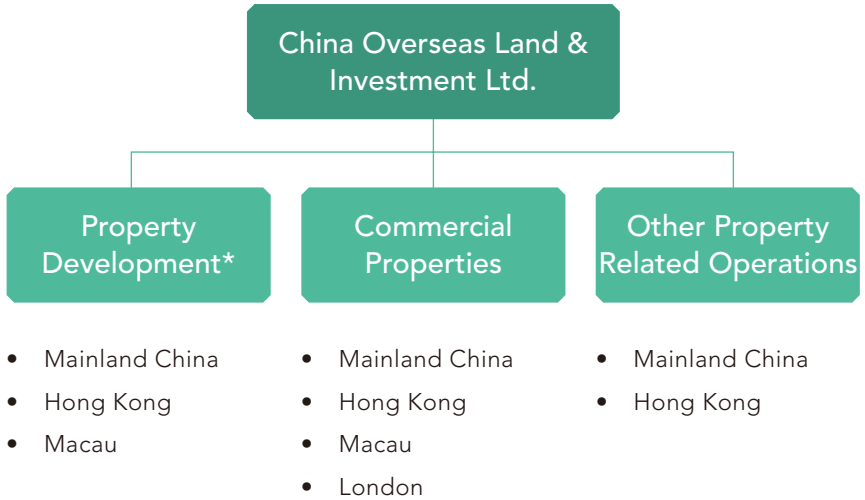 China Overseas Land &
Investment Ltd.
Property
Development*
Commercial
Properties
Other Property
Related Operations
• Mainland China
• Hong Kong
• Macau
• Mainland China
• Hong Kong
• Macau
• London
• Mainland China
• Hong Kong